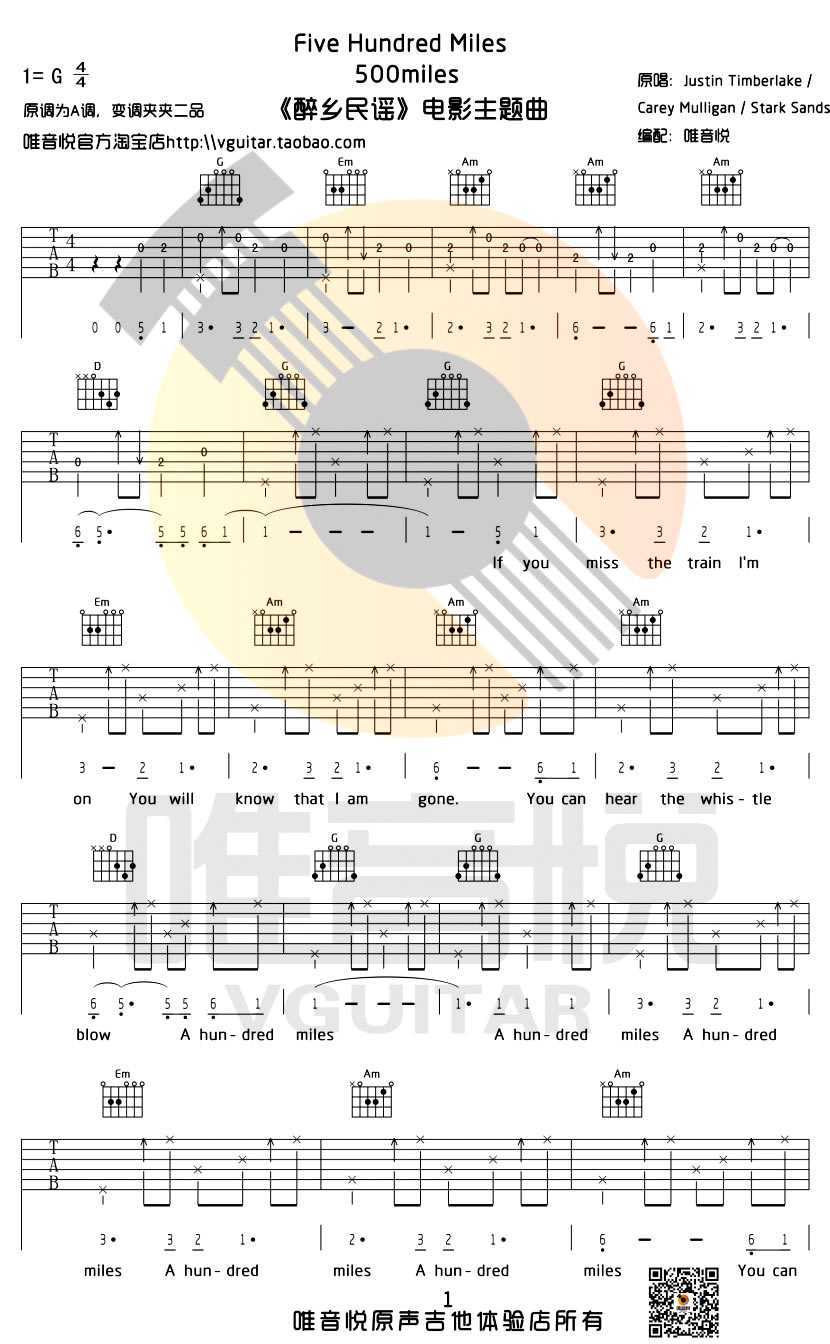 Five Hundred Miles
500miles
《醉乡民谣》电影主题曲
1= G 4/4
原调为A调，变调夹夹二品
唯音悦官方淘宝店http:\\vguitar.taobao.com
原唱：Justin Timberlake /
Carey Mulligan / Stark Sands
编配：唯音悦
G Em Am Am Am
T A B 4 4
0 0 5 1 3· 3 2 1· 3 – 2 1· 2· 3 2 1· 6 – – 6 1 2· 3 2 1·
D G G G
T A B
6 5· 5 5 6 1 1 – – – 1 – 5 1 3· 3 2 1·
If you miss the train I'm
Em Am Am Am
T A B
3 – 2 1· 2· 3 2 1· 6 – – 6 1 2· 3 2 1
on You will know that I am gone. You can hear the whis-tle
D G G G
T A B
6 5· 5 5 6 1 1 – – – 1· 1 1 1 3· 3 2 1·
blow A hun-dred miles A hun-dred miles A hun-dred
Em Am Am
T A B
3· 3 2 1· 2· 3 2 1· 6 – – 6 1
miles A hun-dred miles A hun-dred miles You can
1
唯音悦原声吉他体验店所有
唯音悦
VGUITAR